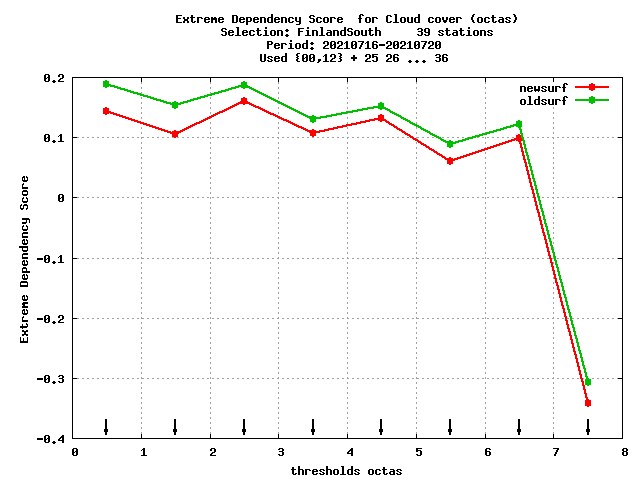 Extreme Dependency Score  for Cloud cover (octas)
Selection: FinlandSouth     39 stations
Period: 20210716-20210720
Used {00,12} + 25 26 ... 36
newsurf
oldsurf
0.2
0.1
0
-0.1
-0.2
-0.3
-0.4
Extreme Dependency Score
0 1 2 3 4 5 6 7 8
thresholds octas